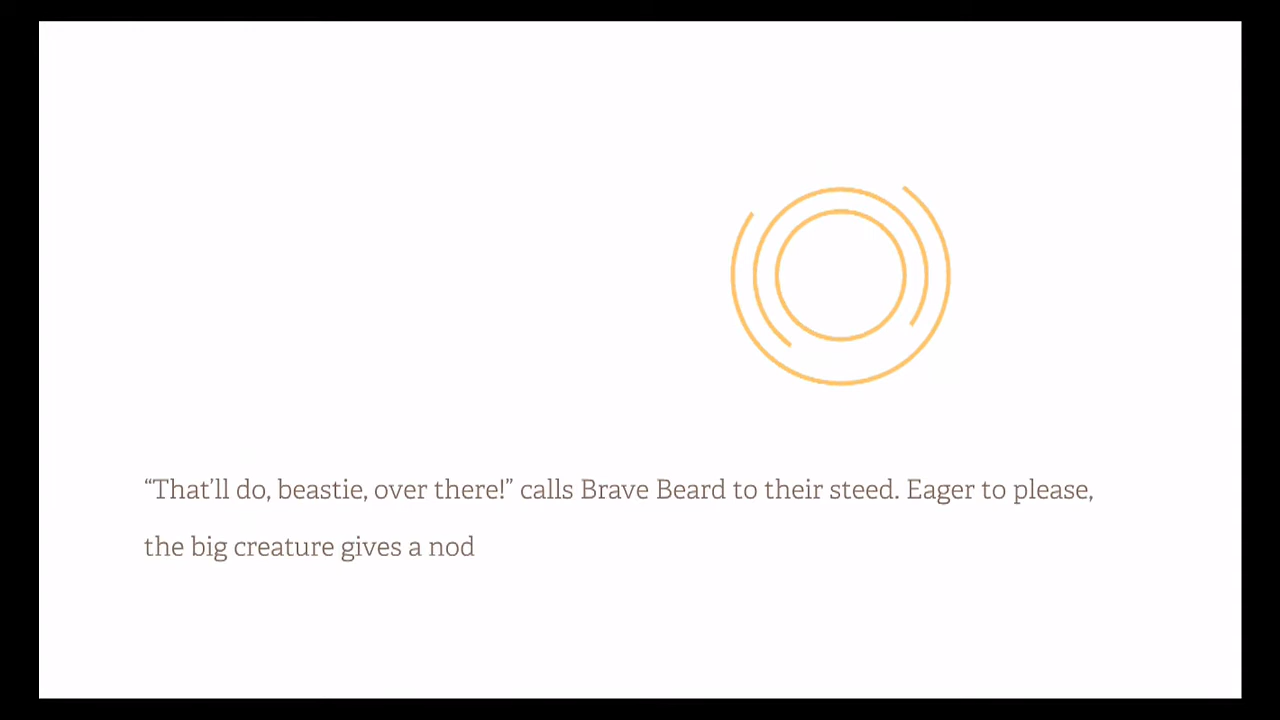 “That’ll do, beastie, over there!” calls Brave Beard to their steed. Eager to please,
the big creature gives a nod